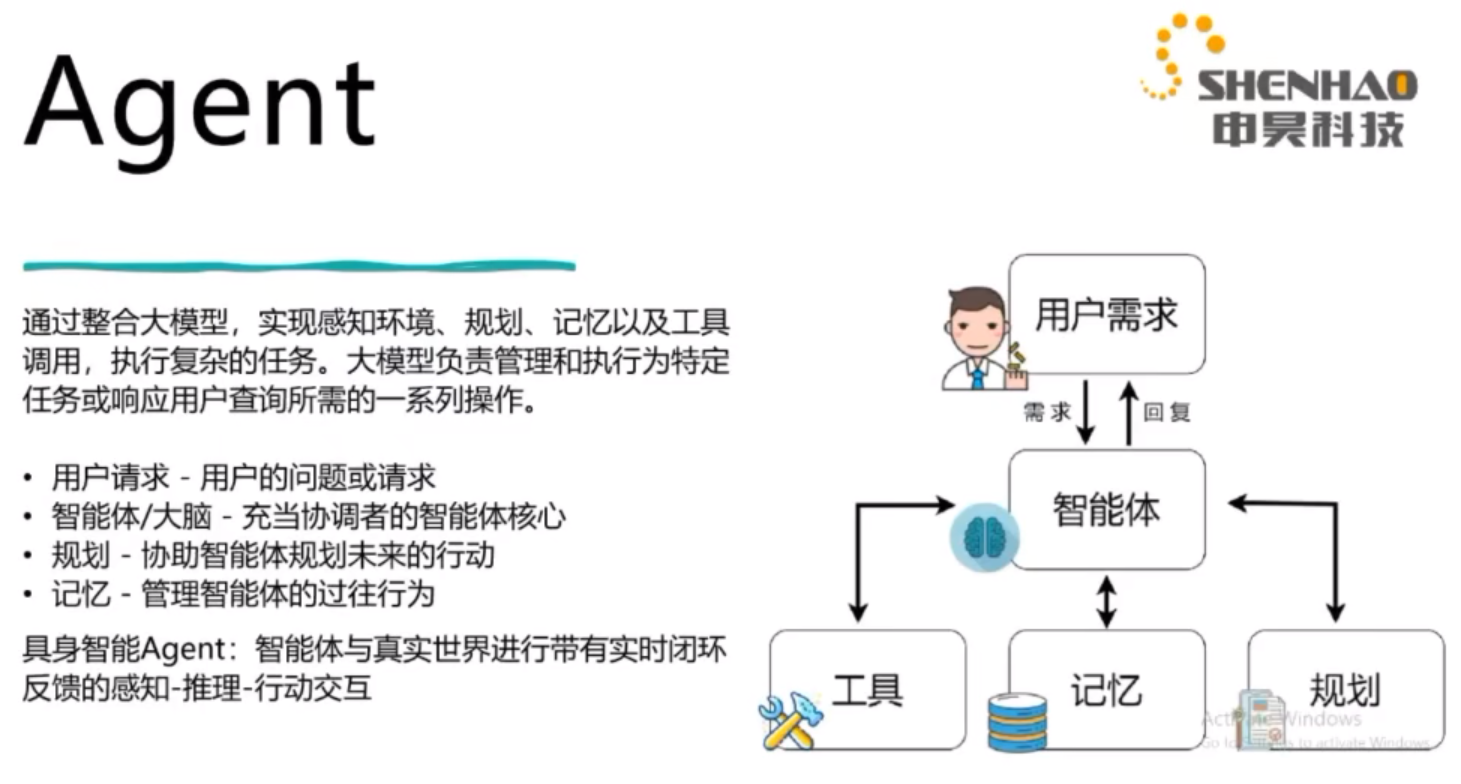 Agent
SHENHAO
申昊科技
通过整合大模型，实现感知环境、规划、记忆以及工具
调用，执行复杂的任务。大模型负责管理和执行为特定
任务或响应用户查询所需的一系列操作。
• 用户请求 - 用户的问题或请求
• 智能体/大脑 - 充当协调者的智能体核心
• 规划 - 协助智能体规划未来的行动
• 记忆 - 管理智能体的过往行为
具身智能Agent：智能体与真实世界进行带有实时闭环
反馈的感知-推理-行动交互
用户需求
需求
回复
智能体
工具
记忆
规划
Activate Windows
Go to Settings to activate Windows.